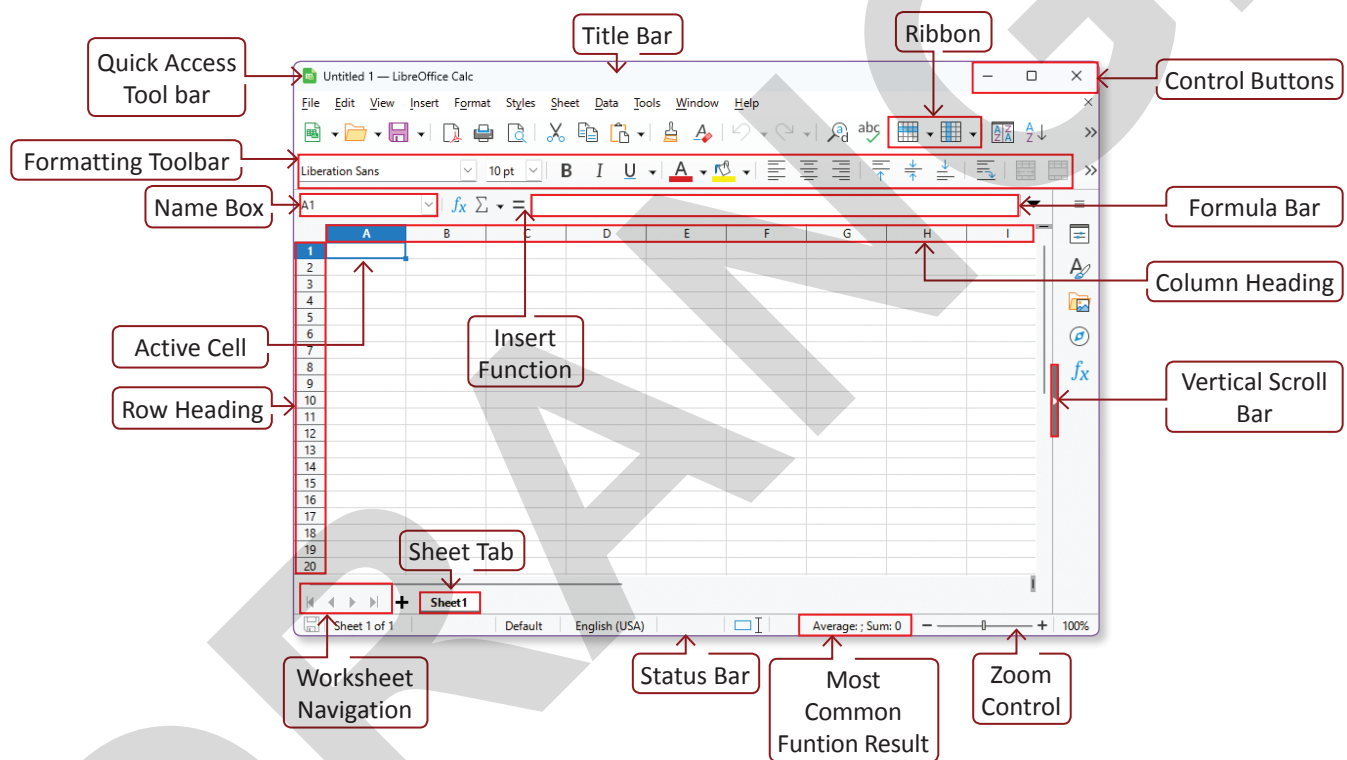 Title Bar
Ribbon
Quick Access
Tool bar
Control Buttons
Untitled 1 — LibreOffice Calc
File Edit View Insert Format Styles Sheet Data Tools Window Help
Formatting Toolbar
Liberation Sans 10 pt B I U A
Name Box
A1 fx Σ =
Formula Bar
A B C D E F G H I
1
2
3
4
5
6
7
8
9
10
11
12
13
14
15
16
17
18
19
20
Column Heading
Active Cell
Insert
Function
fx
Vertical Scroll
Bar
Row Heading
Sheet Tab
Sheet1
Sheet 1 of 1 Default English (USA) Average: ; Sum: 0 100%
Worksheet
Navigation
Status Bar
Most
Common
Funtion Result
Zoom
Control